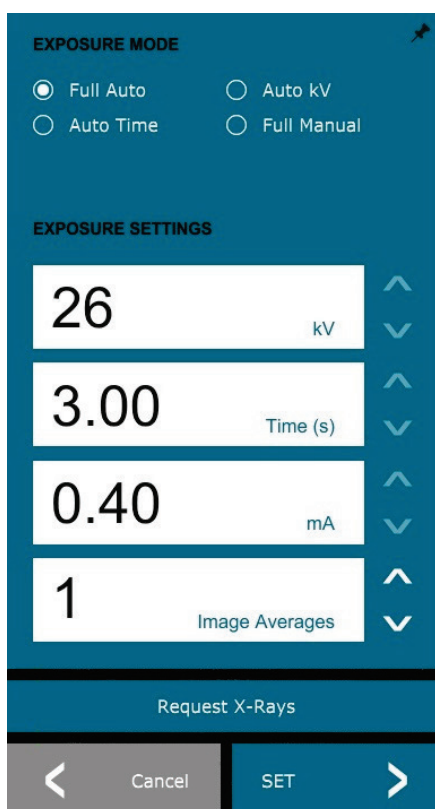 EXPOSURE MODE
Full Auto Auto kV
Auto Time Full Manual
EXPOSURE SETTINGS
26 kV
3.00 Time (s)
0.40 mA
1 Image Averages
Request X-Rays
Cancel SET